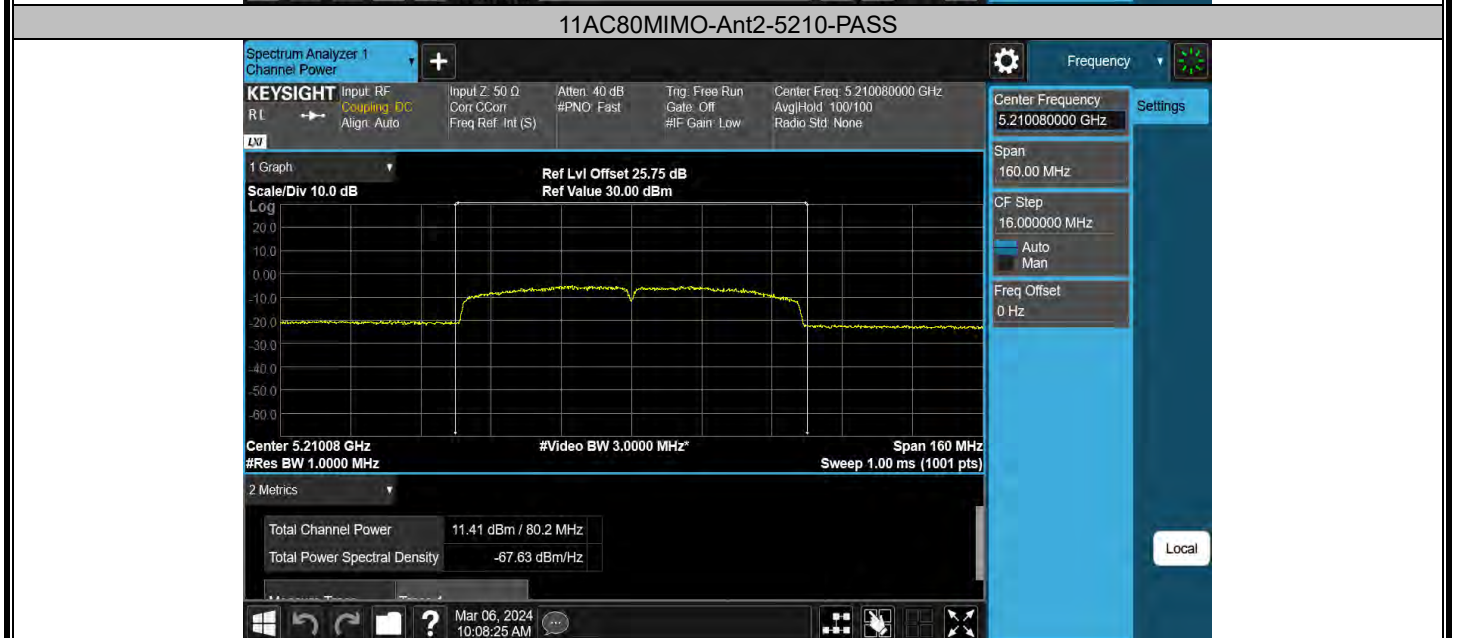 11AC80MIMO-Ant2-5210-PASS
Spectrum Analyzer 1
Channel Power
+
Frequency
KEYSIGHT
R L
LXI
Input: RF
Coupling: DC
Align: Auto
Input Z: 50 Ω
Corr CCorr
Freq Ref: Int (S)
Atten: 40 dB
#PNO: Fast
Trig: Free Run
Gate: Off
#IF Gain: Low
Center Freq: 5.210080000 GHz
Avg|Hold: 100/100
Radio Std: None
Center Frequency
5.210080000 GHz
Settings
Span
160.00 MHz
CF Step
16.000000 MHz
Auto
Man
Freq Offset
0 Hz
1 Graph
Scale/Div 10.0 dB
Ref Lvl Offset 25.75 dB
Ref Value 30.00 dBm
Log
20.0
10.0
0.00
-10.0
-20.0
-30.0
-40.0
-50.0
-60.0
Center 5.21008 GHz
#Video BW 3.0000 MHz*
Span 160 MHz
#Res BW 1.0000 MHz
Sweep 1.00 ms (1001 pts)
2 Metrics
Total Channel Power 11.41 dBm / 80.2 MHz
Total Power Spectral Density -67.63 dBm/Hz
Local
?
Mar 06, 2024
10:08:25 AM